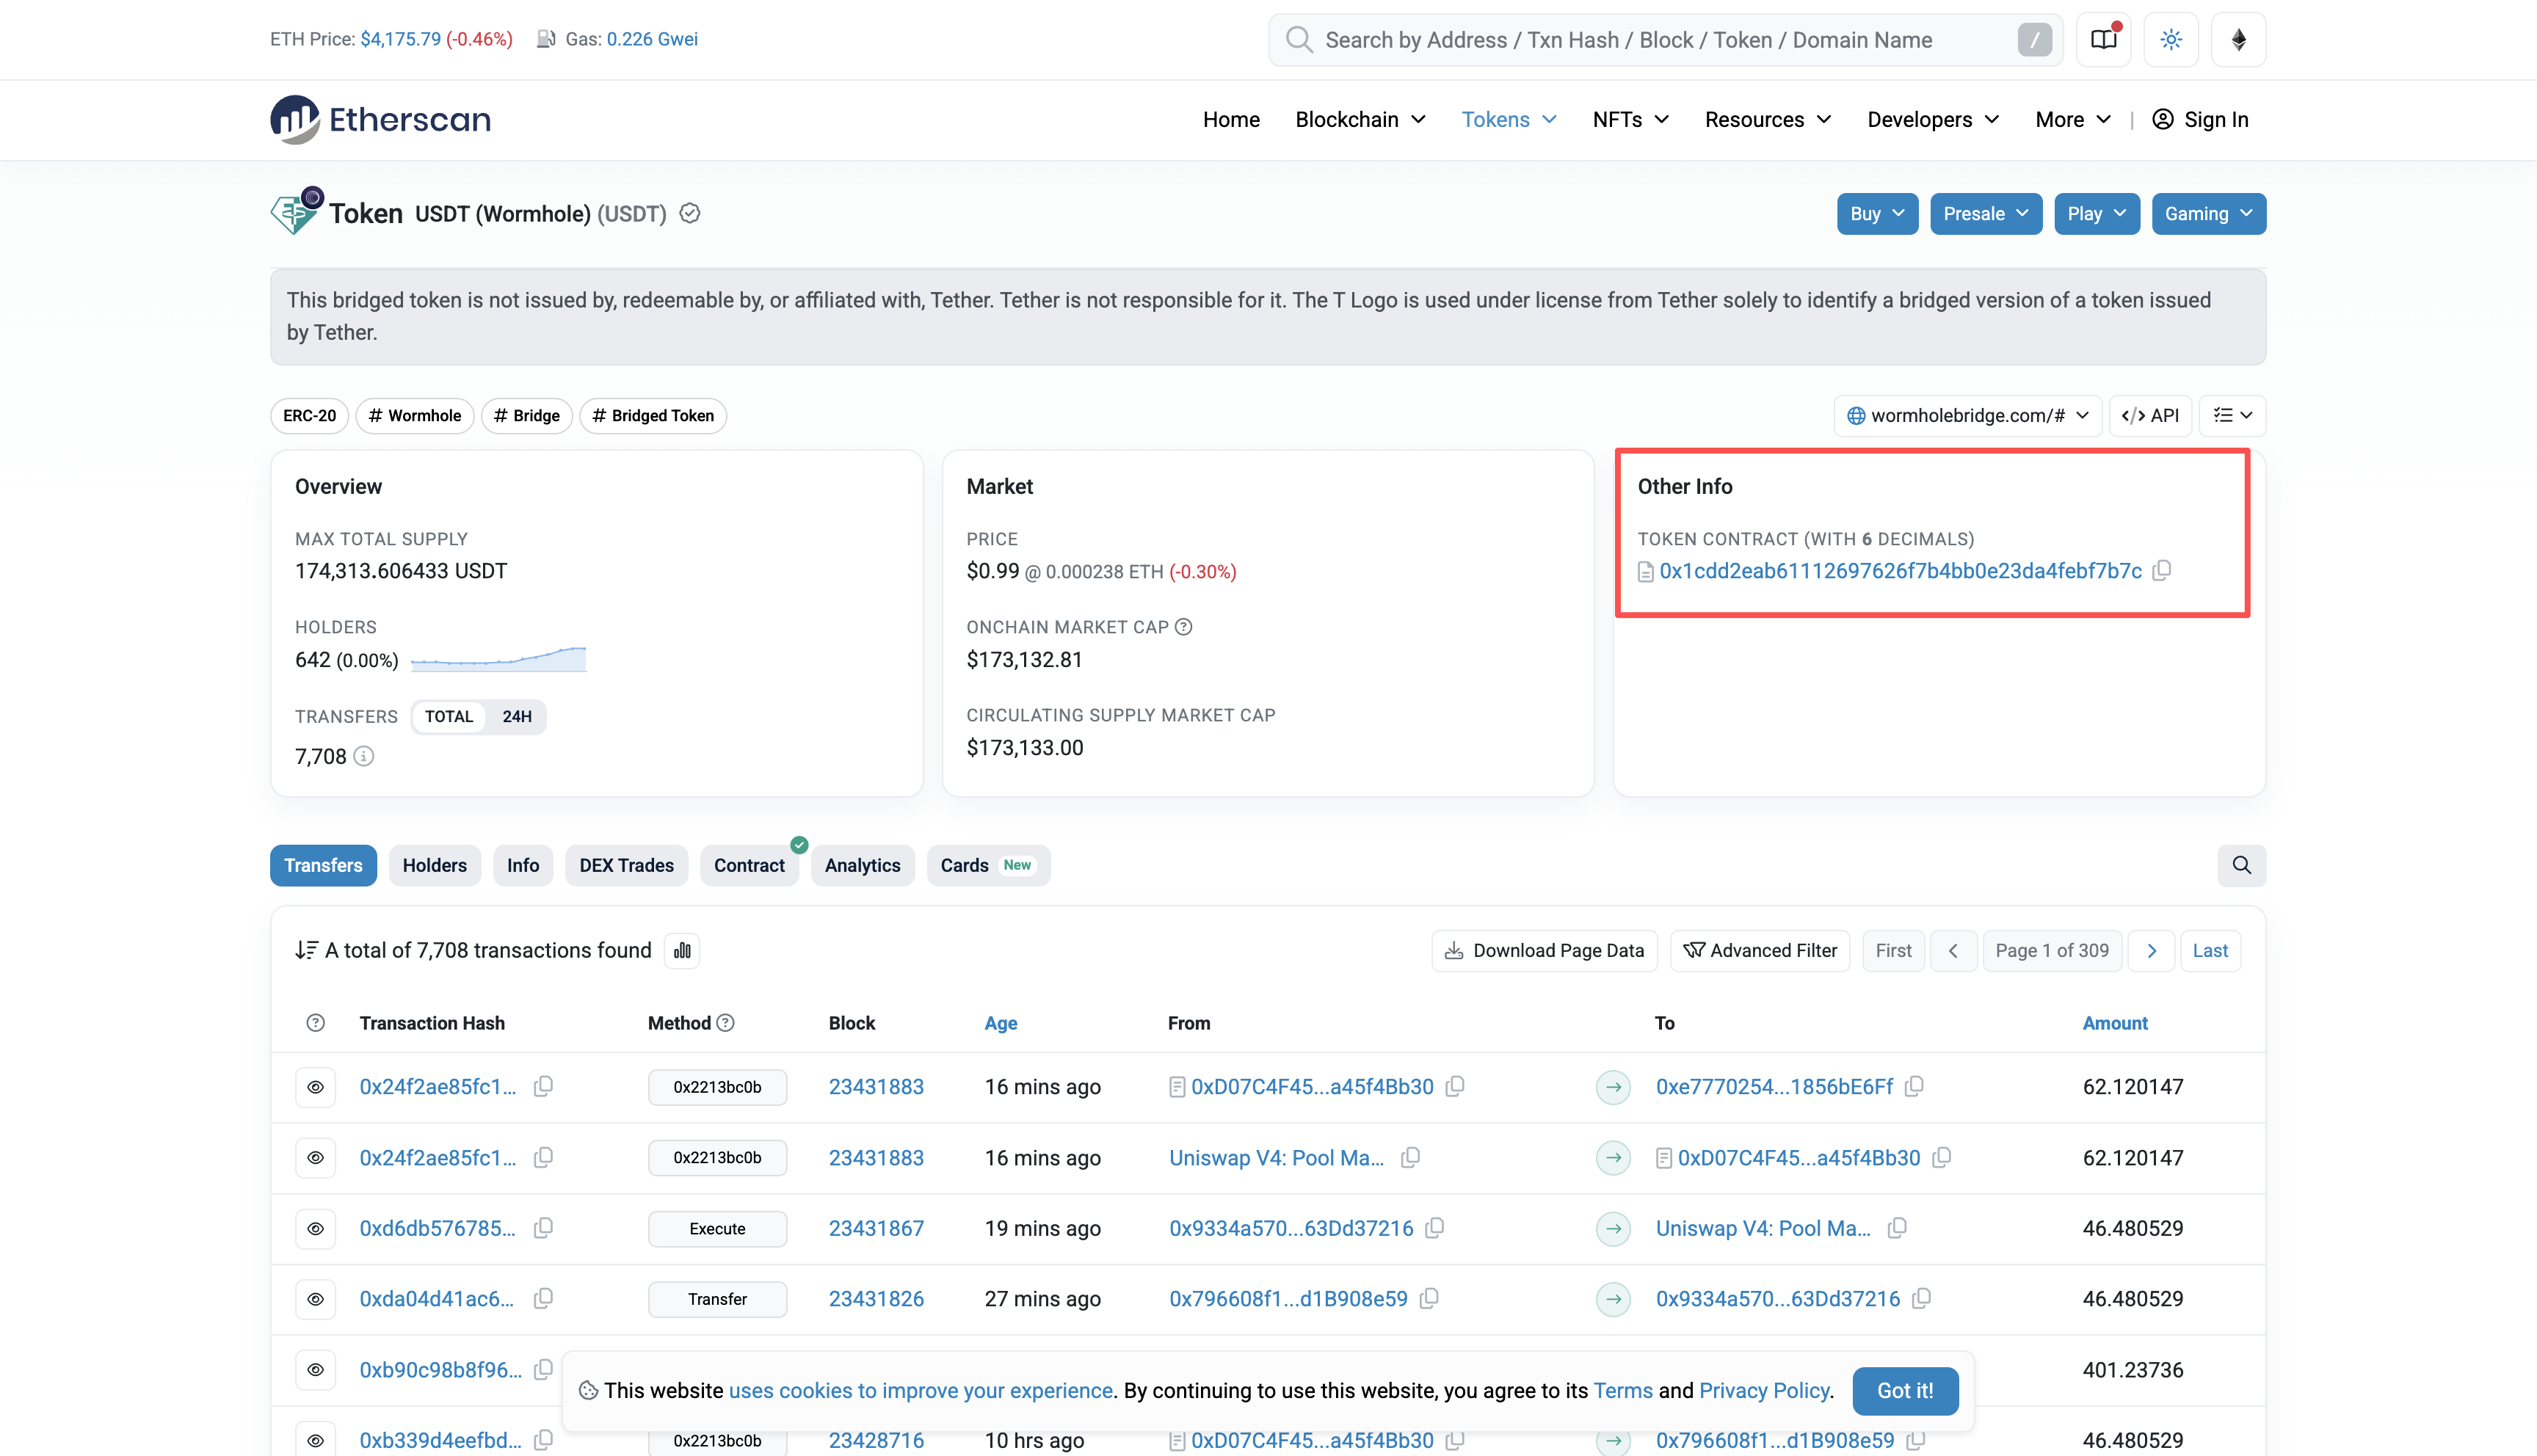 ETH Price: $4,175.79 (-0.46%) Gas: 0.226 Gwei
Search by Address / Txn Hash / Block / Token / Domain Name /
Etherscan
Home Blockchain Tokens NFTs Resources Developers More | Sign In
Token USDT (Wormhole) (USDT)
Buy Presale Play Gaming
This bridged token is not issued by, redeemable by, or affiliated with, Tether. Tether is not responsible for it. The T Logo is used under license from Tether solely to identify a bridged version of a token issued
by Tether.
ERC-20 # Wormhole # Bridge # Bridged Token
wormholebridge.com/# </> API
Overview
MAX TOTAL SUPPLY
174,313.606433 USDT
HOLDERS
642 (0.00%)
TRANSFERS TOTAL 24H
7,708
Market
PRICE
$0.99 @ 0.000238 ETH (-0.30%)
ONCHAIN MARKET CAP
$173,132.81
CIRCULATING SUPPLY MARKET CAP
$173,133.00
Other Info
TOKEN CONTRACT (WITH 6 DECIMALS)
0x1cdd2eab61112697626f7b4bb0e23da4febf7b7c
Transfers Holders Info DEX Trades Contract Analytics Cards New
A total of 7,708 transactions found
Download Page Data Advanced Filter First Page 1 of 309 Last
Transaction Hash Method Block Age From To Amount
0x24f2ae85fc1... 0x2213bc0b 23431883 16 mins ago 0xD07C4F45...a45f4Bb30 0xe7770254...1856bE6Ff 62.120147
0x24f2ae85fc1... 0x2213bc0b 23431883 16 mins ago Uniswap V4: Pool Ma... 0xD07C4F45...a45f4Bb30 62.120147
0xd6db576785... Execute 23431867 19 mins ago 0x9334a570...63Dd37216 Uniswap V4: Pool Ma... 46.480529
0xda04d41ac6... Transfer 23431826 27 mins ago 0x796608f1...d1B908e59 0x9334a570...63Dd37216 46.480529
0xb90c98b8f96... 401.23736
This website uses cookies to improve your experience. By continuing to use this website, you agree to its Terms and Privacy Policy. Got it!
0xb339d4eefbd... 0x2213bc0b 23428716 10 hrs ago 0xD07C4F45...a45f4Bb30 0x796608f1...d1B908e59 46.480529